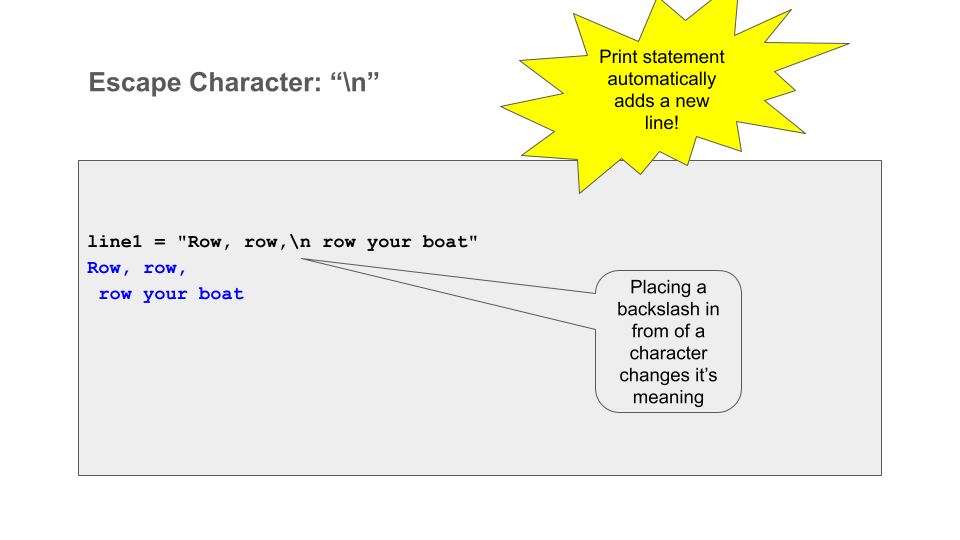 Escape Character: “\n”
Print statement
automatically
adds a new
line!
line1 = "Row, row,\n row your boat"
Row, row,
 row your boat
Placing a
backslash in
from of a
character
changes it’s
meaning